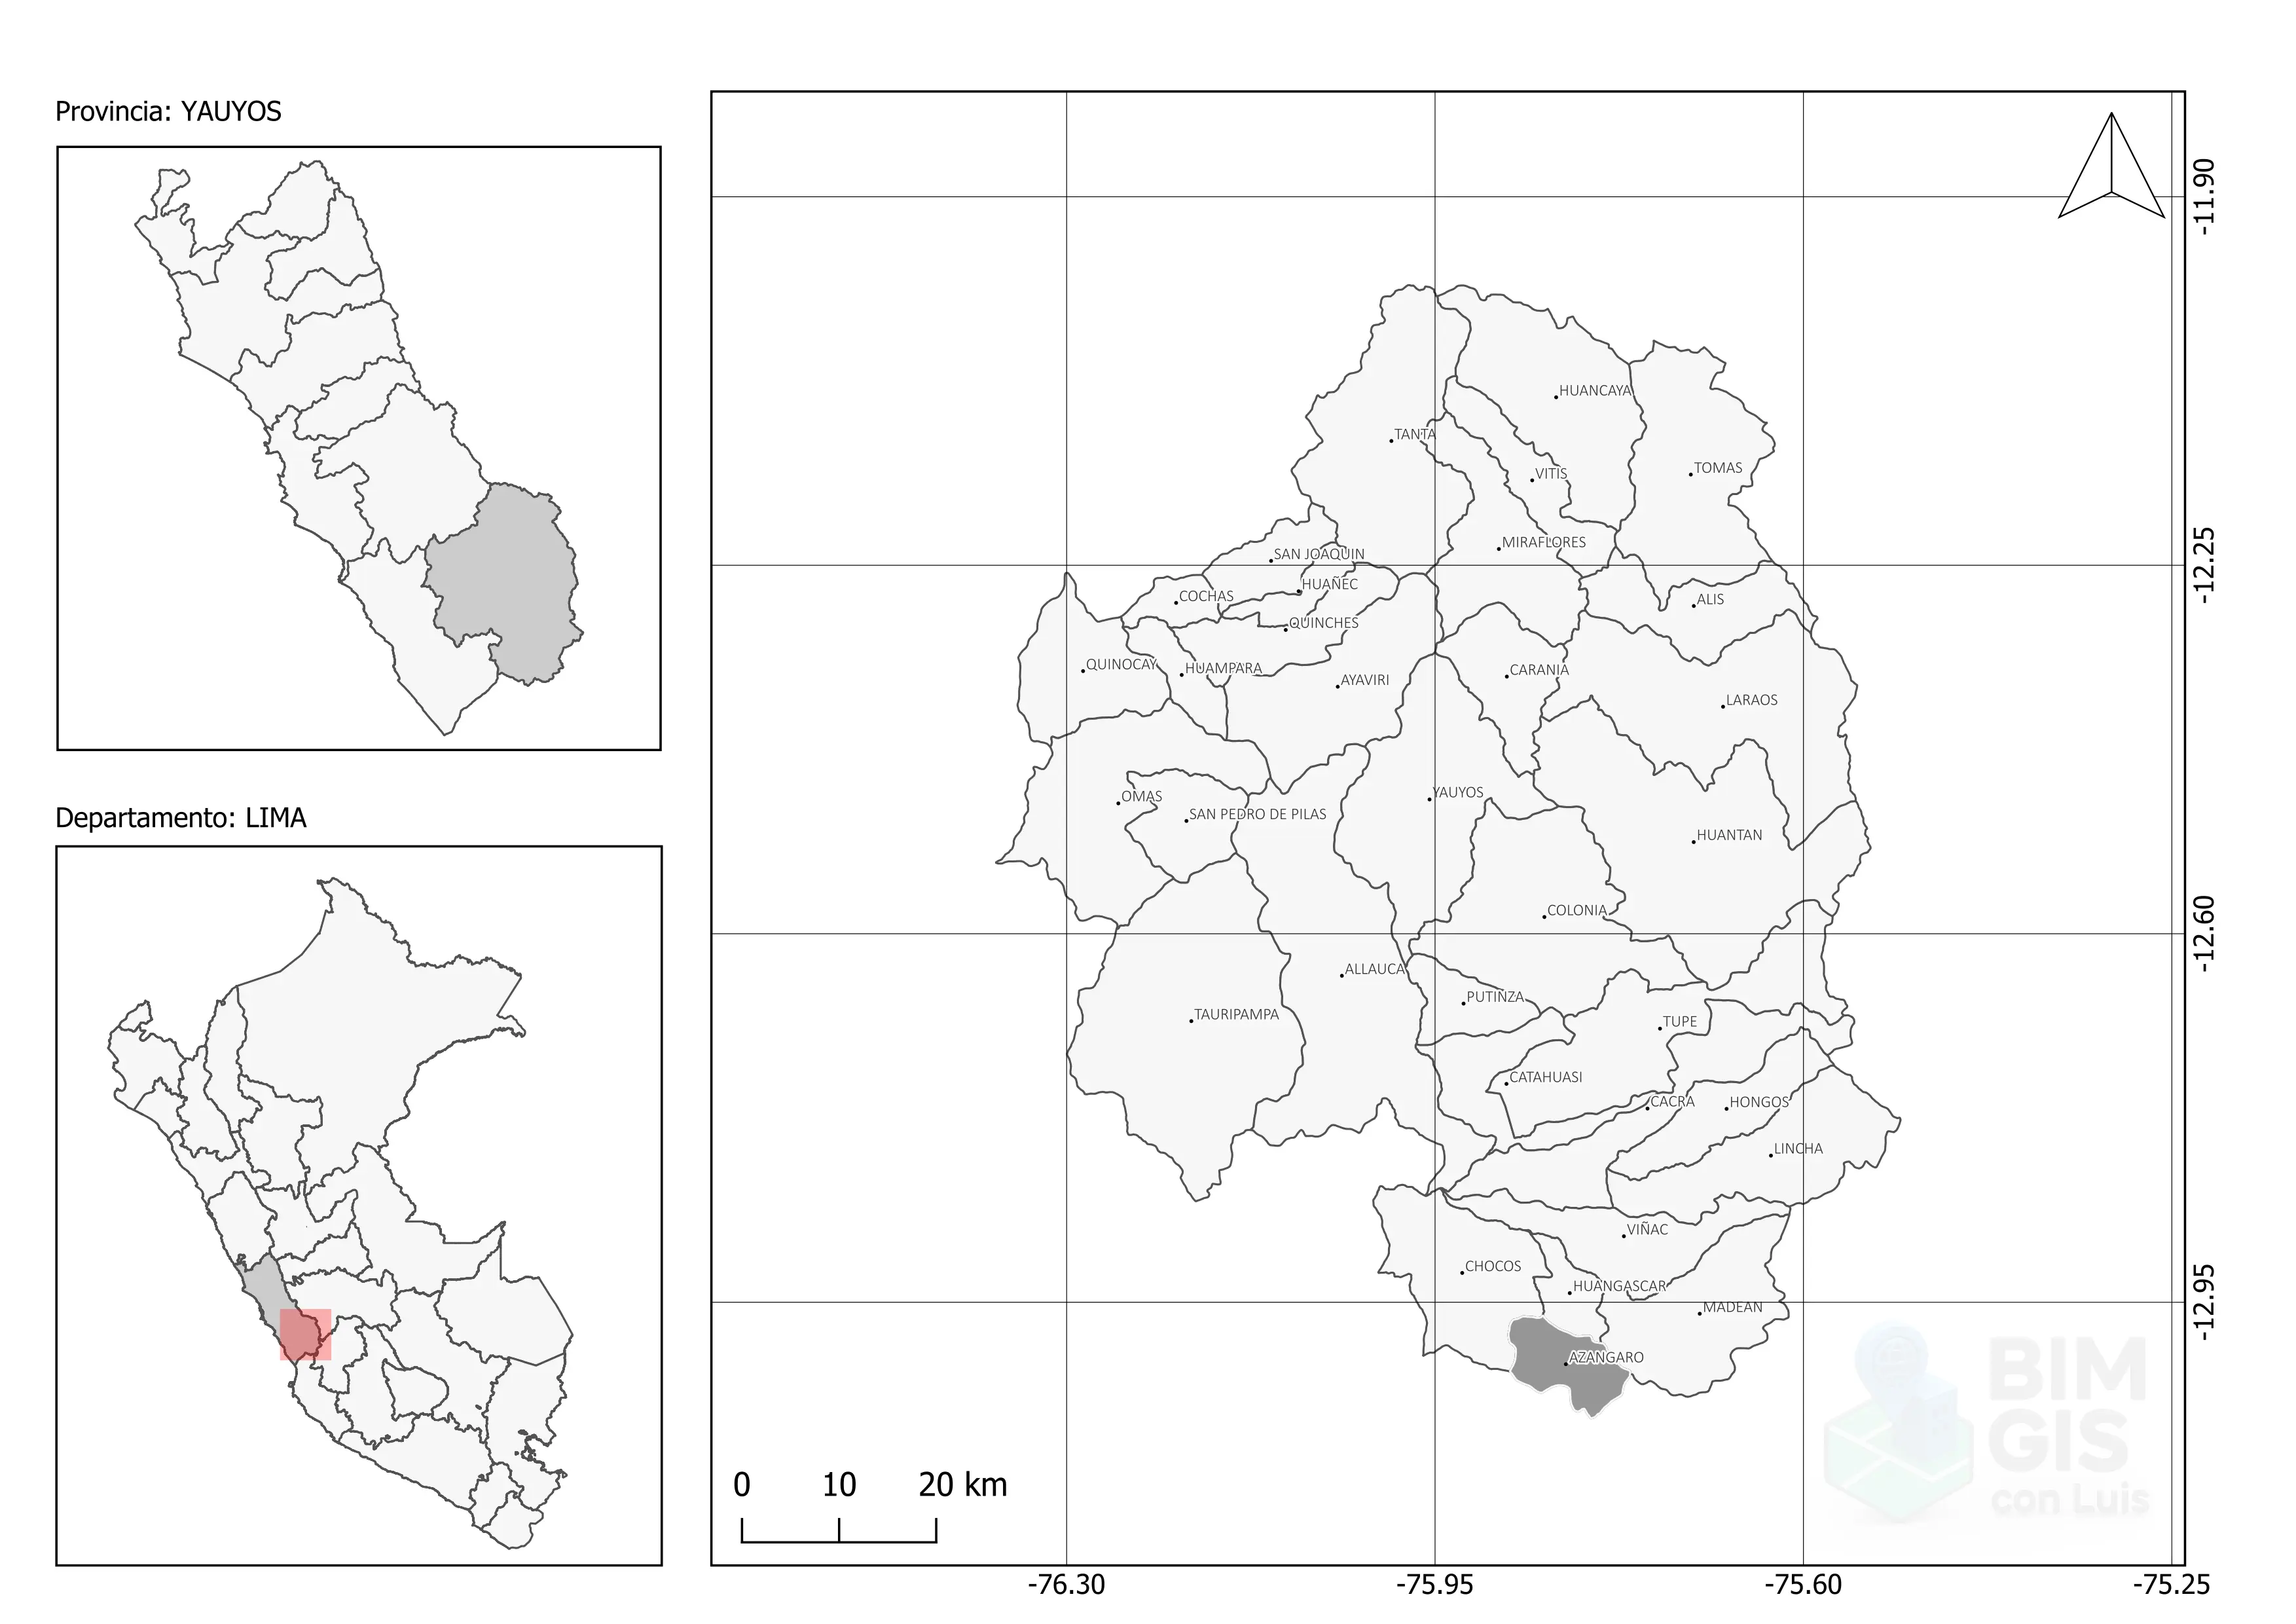 Provincia: YAUYOS
Departamento: LIMA
HUANCAYA
TANTA
TOMAS
VITIS
MIRAFLORES
SAN JOAQUIN
HUAÑEC
COCHAS
ALIS
QUINCHES
QUINOCAY
HUAMPARA
CARANIA
AYAVIRI
LARAOS
YAUYOS
OMAS
SAN PEDRO DE PILAS
HUANTAN
COLONIA
ALLAUCA
PUTINZA
TAURIPAMPA
TUPE
CATAHUASI
CACRA
HONGOS
LINCHA
VIÑAC
CHOCOS
HUANGASCAR
MADEAN
AZANGARO
0 10 20 km
-11.90
-12.25
-12.60
-12.95
-76.30 -75.95 -75.60 -75.25
BIM
GIS
con Luis